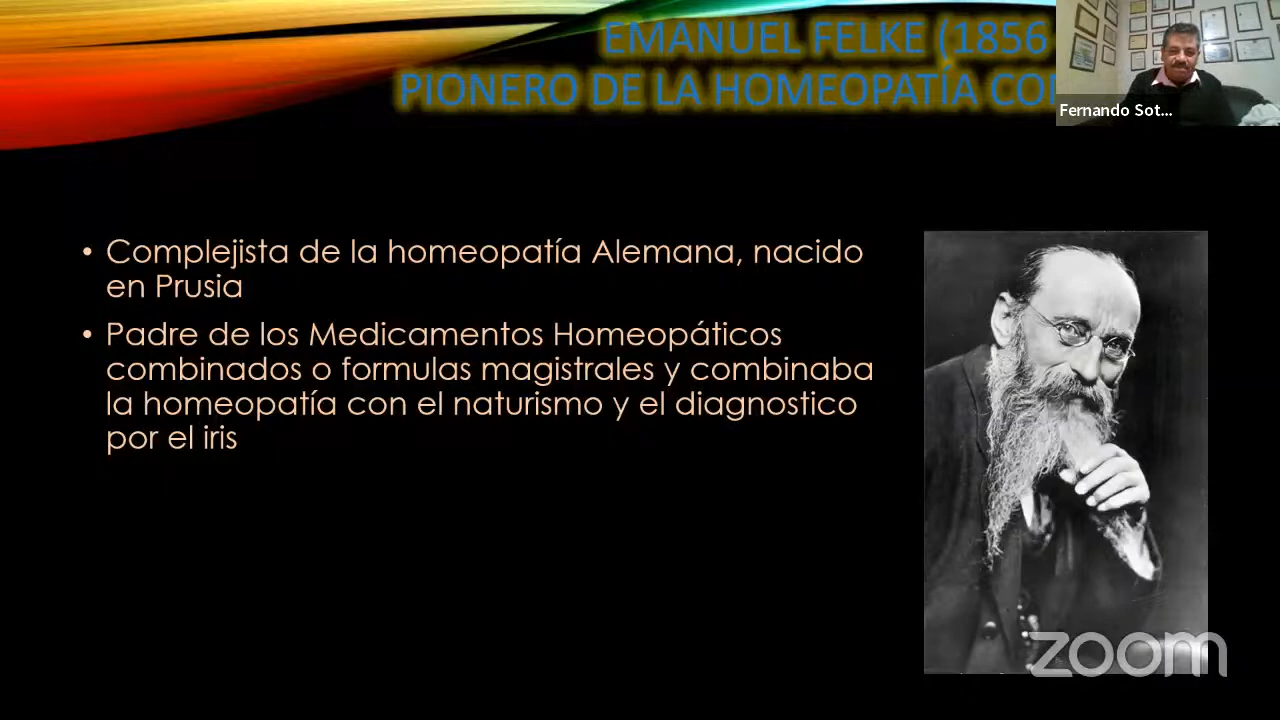 EMANUEL FELKE (1856
PIONERO DE LA HOMEOPATÍA
Fernando Sot...
• Complejista de la homeopatía Alemana, nacido
en Prusia
• Padre de los Medicamentos Homeopáticos
combinados o formulas magistrales y combinaba
la homeopatía con el naturismo y el diagnostico
por el iris
zoom